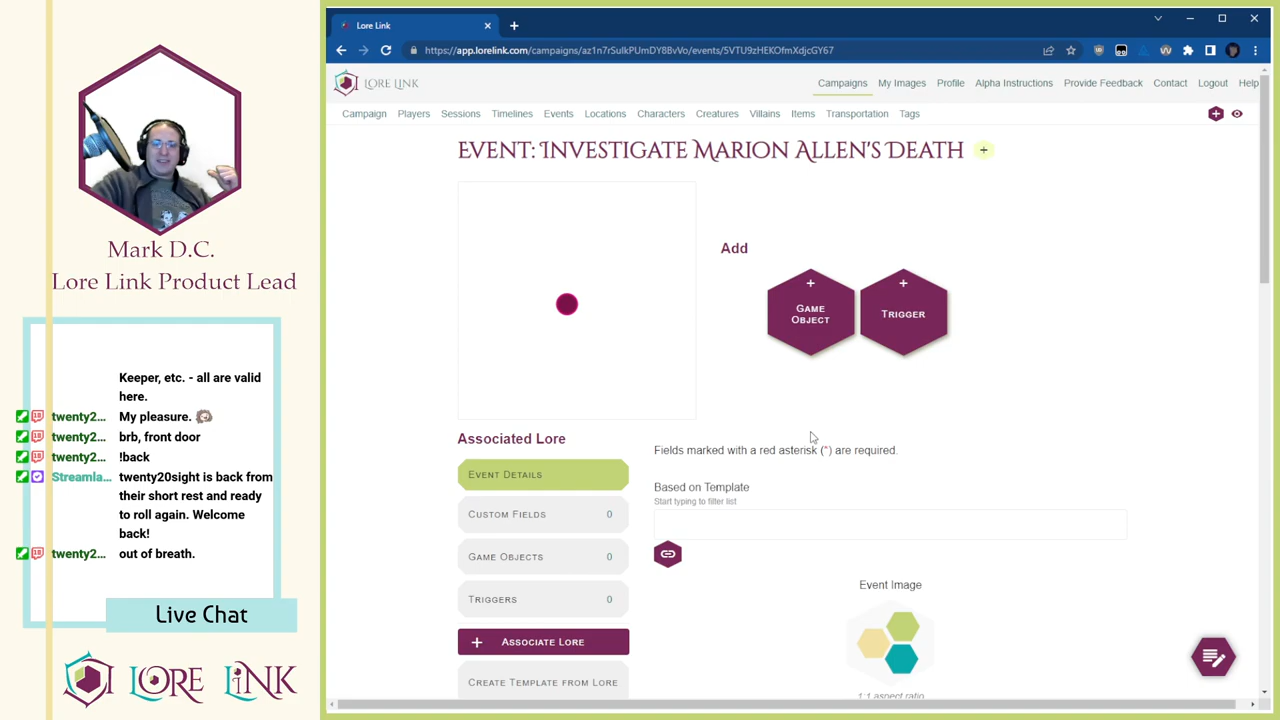 Mark D.C.
Lore Link Product Lead
Keeper, etc. - all are valid
here.
twenty2... My pleasure.
twenty2... brb, front door
twenty2... !back
Streamla... twenty20sight is back from
their short rest and ready
to roll again. Welcome
back!
twenty2... out of breath.
Live Chat
LORE LINK
Lore Link
https://app.lorelink.com/campaigns/az1n7rSulkPUmDY8BvVo/events/5VTU9zHEKOfmXdjcGY67
LORE LINK
Campaigns My Images Profile Alpha Instructions Provide Feedback Contact Logout Help
Campaign Players Sessions Timelines Events Locations Characters Creatures Villains Items Transportation Tags
EVENT: INVESTIGATE MARION ALLEN'S DEATH
Add
+ GAME OBJECT
+ TRIGGER
Associated Lore
EVENT DETAILS
CUSTOM FIELDS 0
GAME OBJECTS 0
TRIGGERS 0
+ ASSOCIATE LORE
CREATE TEMPLATE FROM LORE
Fields marked with a red asterisk (*) are required.
Based on Template
Start typing to filter list
Event Image
1:1 aspect ratio